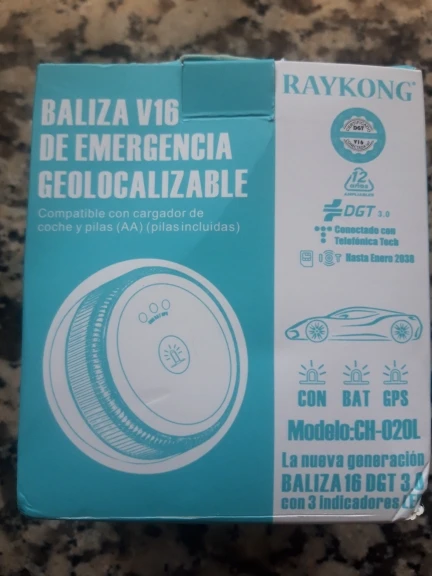 BALIZA V16
DE EMERGENCIA
GEOLOCALIZABLE
Compatible con cargador de
coche y pilas (AA) (pilas incluidas)
RAYKONG
DGT
V16
12
años
DGT 3.0
Conectado con
Telefónica Tech
Hasta Enero 2038
CON BAT GPS
Modelo:CH-020L
La nueva generación
BALIZA 16 DGT 3.0
con 3 indicadores